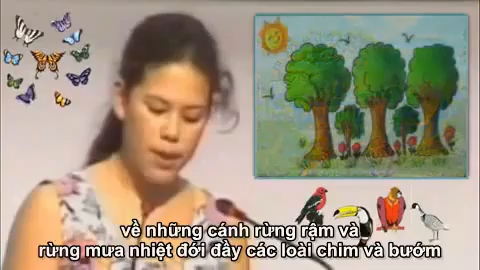 về những cánh rừng rậm và
rừng mưa nhiệt đới đầy các loài chim và bướm